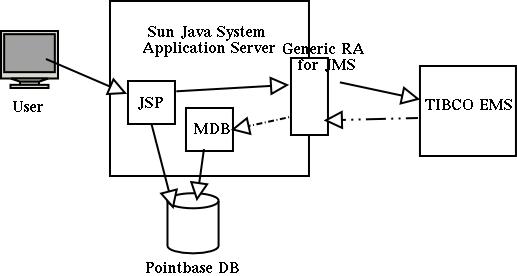 Sun Java System
Application Server
Generic RA
for JMS
User
JSP
MDB
TIBCO EMS
Pointbase DB